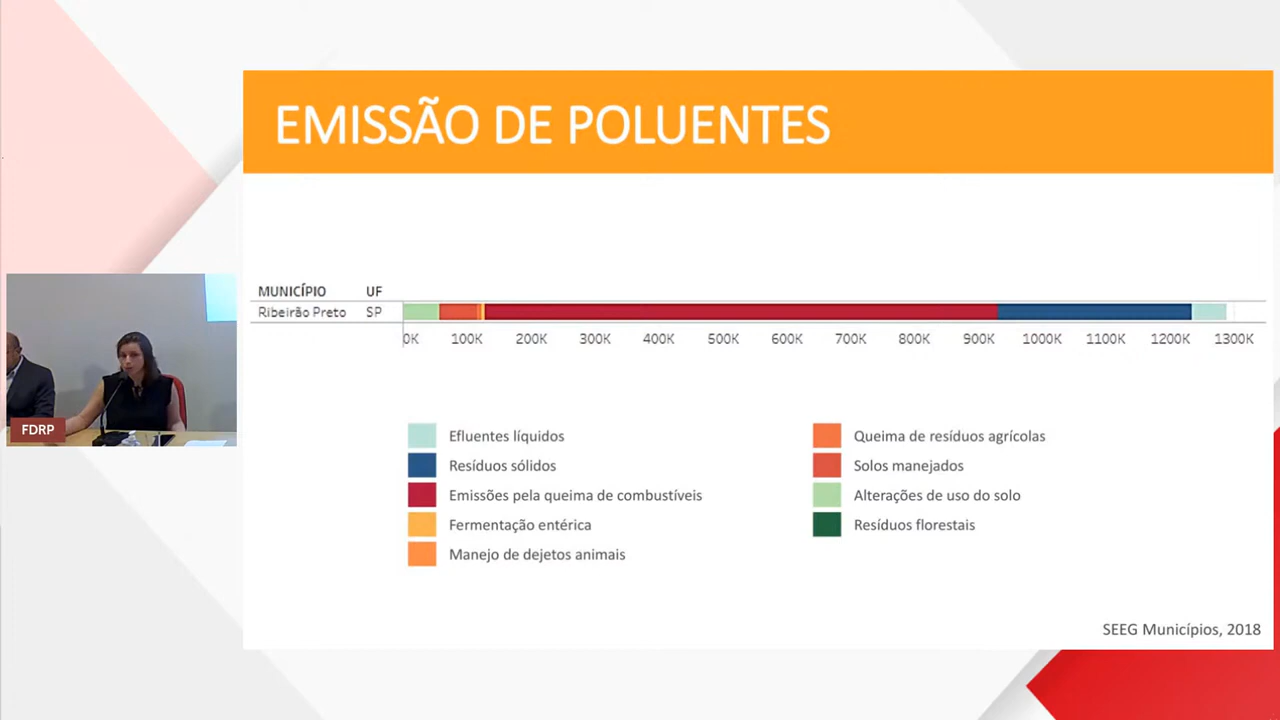 EMISSÃO DE POLUENTES
MUNICÍPIO UF
Ribeirão Preto SP
0K 100K 200K 300K 400K 500K 600K 700K 800K 900K 1000K 1100K 1200K 1300K
Efluentes líquidos
Resíduos sólidos
Emissões pela queima de combustíveis
Fermentação entérica
Manejo de dejetos animais
Queima de resíduos agrícolas
Solos manejados
Alterações de uso do solo
Resíduos florestais
SEEG Municípios, 2018
FDRP